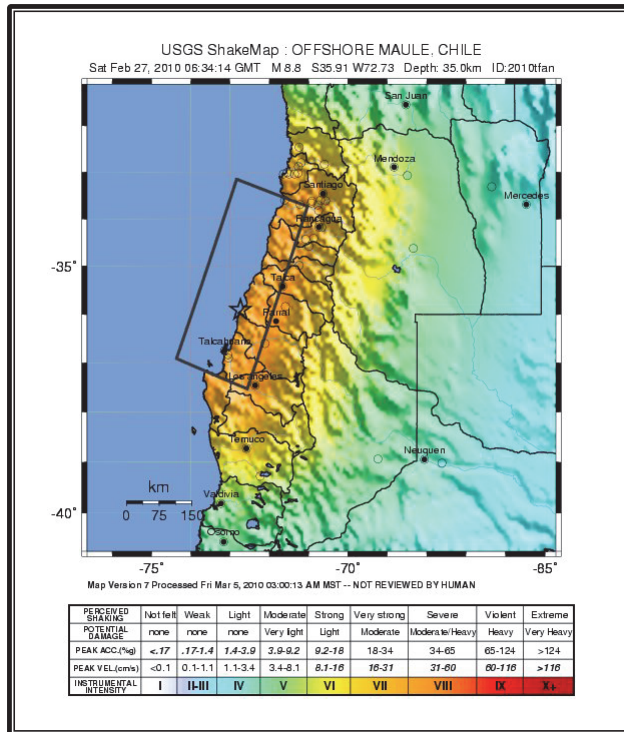 USGS ShakeMap : OFFSHORE MAULE, CHILE
Sat Feb 27, 2010 06:34:14 GMT M 8.8 S35.91 W72.73 Depth: 35.0km ID:2010tfan
San Juan
Mendoza
Santiago
Mercedes
Rancagua
-35°
Talca
Parral
Talcahuano
Los Angeles
Temuco
Neuquen
km
Valdivia
0 75 150
-40°
Osorno
-75° -70° -85°
Map Version 7 Processed Fri Mar 5, 2010 03:00:13 AM MST -- NOT REVIEWED BY HUMAN
PERCEIVED SHAKING Not felt Weak Light Moderate Strong Very strong Severe Violent Extreme
POTENTIAL DAMAGE none none none Very light Light Moderate Moderate/Heavy Heavy Very Heavy
PEAK ACC.(%g) <.17 .17-1.4 1.4-3.9 3.9-9.2 9.2-18 18-34 34-65 65-124 >124
PEAK VEL.(cm/s) <0.1 0.1-1.1 1.1-3.4 3.4-8.1 8.1-16 16-31 31-60 60-116 >116
INSTRUMENTAL INTENSITY I II-III IV V VI VII VIII IX X+